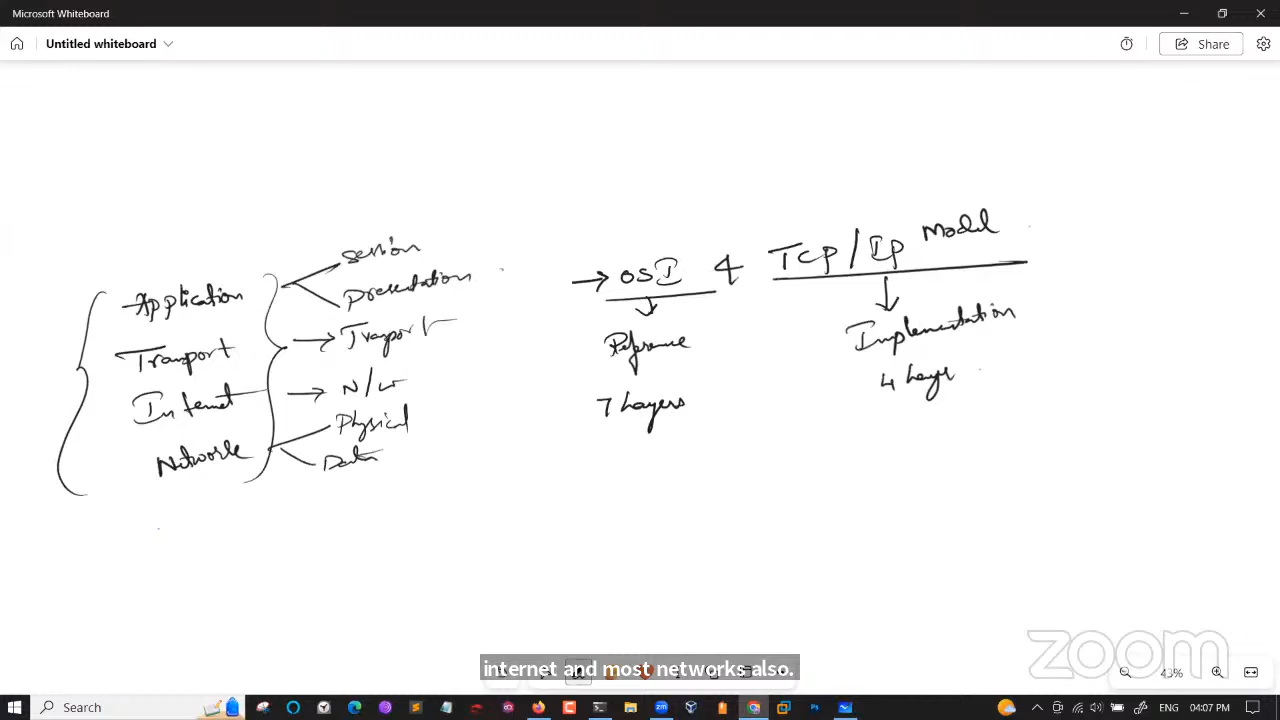 Microsoft Whiteboard
Untitled whiteboard
Share
Application
Transport
Internet
Network
Session
Presentation
Transport
N/W
Physical
Data
→ OSI & TCP/IP Model
Reference
7 Layers
Implementation
4 Layer
internet and most networks also.
zoom
43%
Search
ENG 04:07 PM